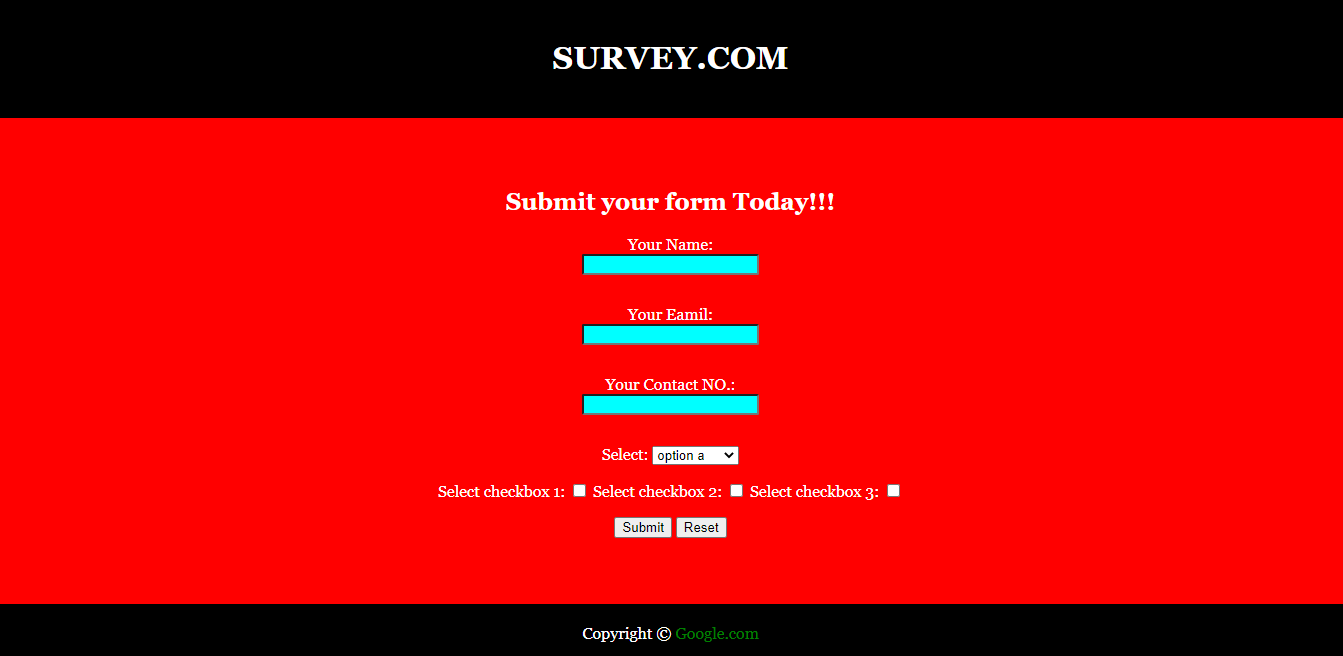 SURVEY.COM
Submit your form Today!!!
Your Name:
Your Eamil:
Your Contact NO.:
Select: option a
Select checkbox 1: Select checkbox 2: Select checkbox 3:
Submit Reset
Copyright © Google.com